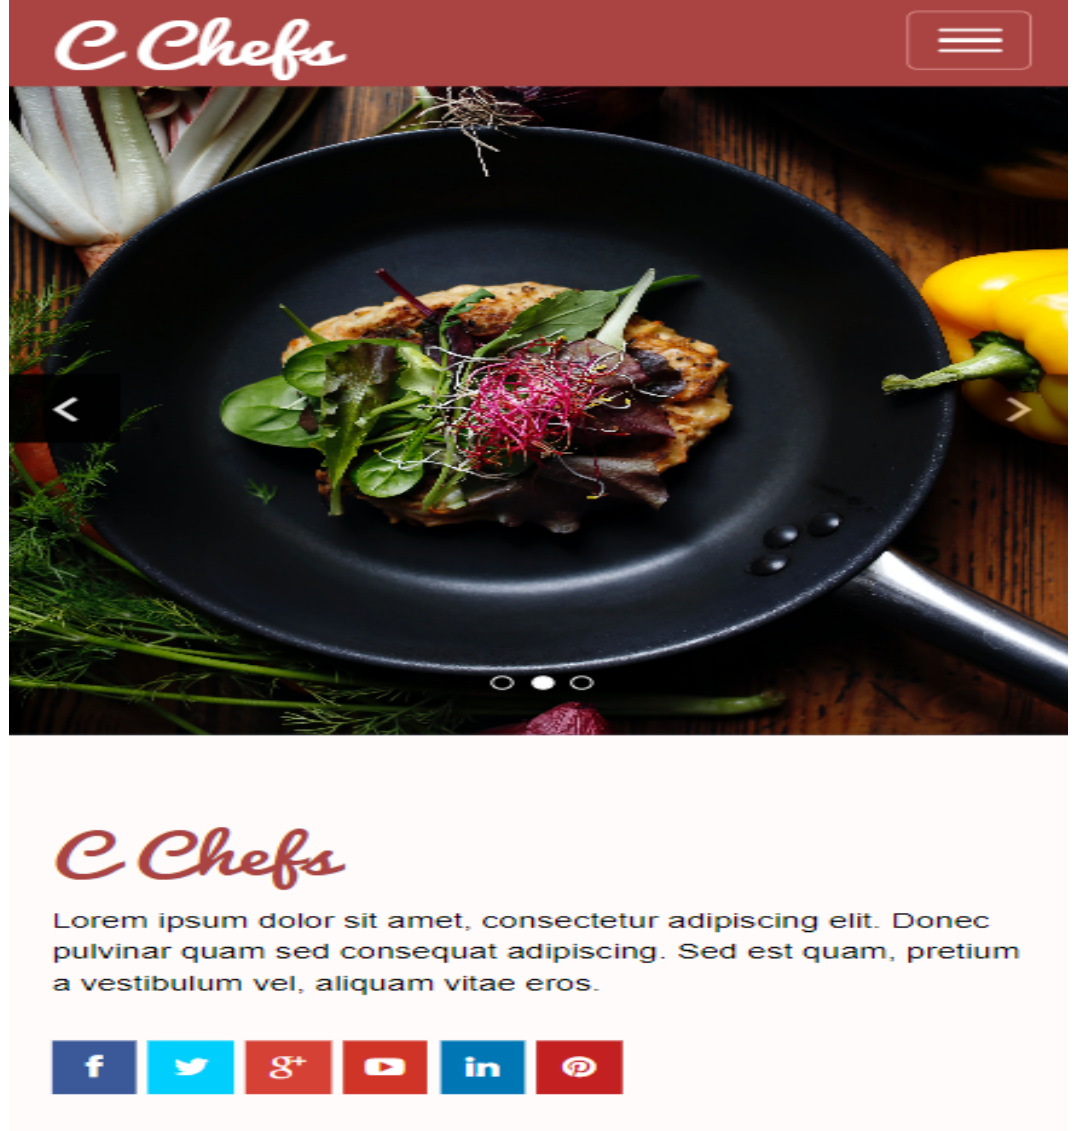 C Chefs
C Chefs
Lorem ipsum dolor sit amet, consectetur adipiscing elit. Donec
pulvinar quam sed consequat adipiscing. Sed est quam, pretium
a vestibulum vel, aliquam vitae eros.
f g+ in